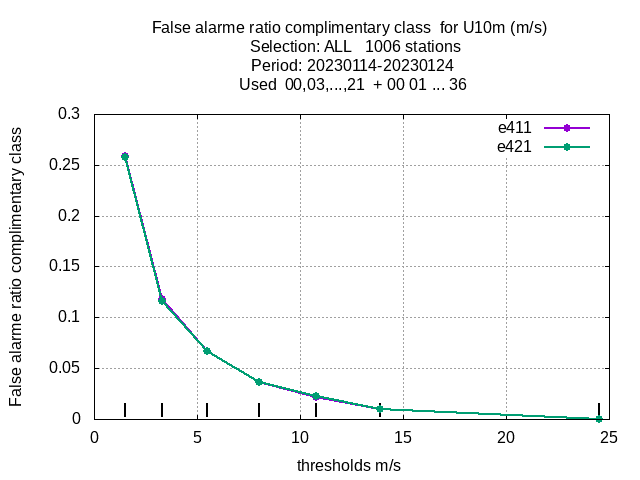 False alarme ratio complimentary class  for U10m (m/s)
Selection: ALL   1006 stations
Period: 20230114-20230124
Used  00,03,...,21  + 00 01 ... 36
e411
e421
False alarme ratio complimentary class
0.3
0.25
0.2
0.15
0.1
0.05
0
0 5 10 15 20 25
thresholds m/s